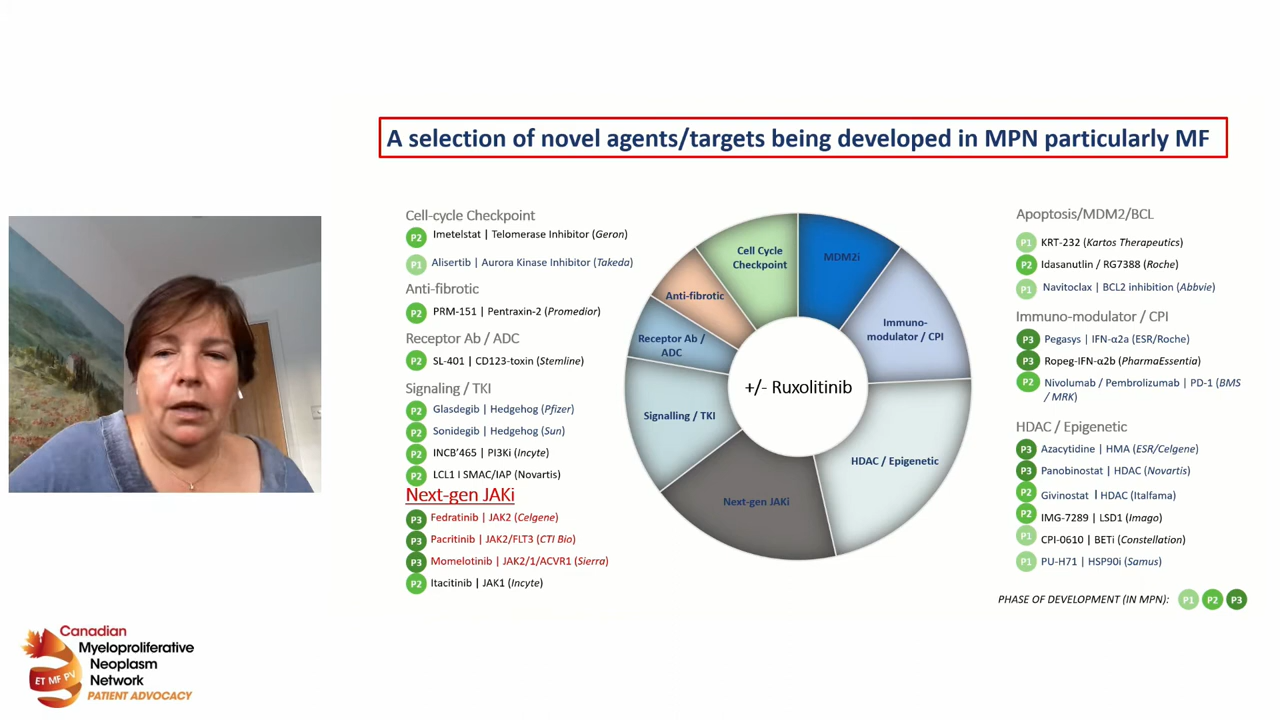 A selection of novel agents/targets being developed in MPN particularly MF
Cell-cycle Checkpoint
P2 Imetelstat | Telomerase Inhibitor (Geron)
P1 Alisertib | Aurora Kinase Inhibitor (Takeda)
Anti-fibrotic
P2 PRM-151 | Pentraxin-2 (Promedior)
Receptor Ab / ADC
P2 SL-401 | CD123-toxin (Stemline)
Signaling / TKI
P2 Glasdegib | Hedgehog (Pfizer)
P2 Sonidegib | Hedgehog (Sun)
P2 INCB'465 | PI3Ki (Incyte)
P2 LCL1 I SMAC/IAP (Novartis)
Next-gen JAKi
P3 Fedratinib | JAK2 (Celgene)
P3 Pacritinib | JAK2/FLT3 (CTI Bio)
P3 Momelotinib | JAK2/1/ACVR1 (Sierra)
P2 Itacitinib | JAK1 (Incyte)
Cell Cycle
Checkpoint
MDM2i
Anti-fibrotic
Immuno-
modulator / CPI
Receptor Ab /
ADC
+/- Ruxolitinib
Signalling / TKI
HDAC / Epigenetic
Next-gen JAKi
Apoptosis/MDM2/BCL
P1 KRT-232 (Kartos Therapeutics)
P2 Idasanutlin / RG7388 (Roche)
P1 Navitoclax | BCL2 inhibition (Abbvie)
Immuno-modulator / CPI
P3 Pegasys | IFN-α2a (ESR/Roche)
P3 Ropeg-IFN-α2b (PharmaEssentia)
P2 Nivolumab / Pembrolizumab | PD-1 (BMS
/ MRK)
HDAC / Epigenetic
P3 Azacytidine | HMA (ESR/Celgene)
P3 Panobinostat | HDAC (Novartis)
P2 Givinostat I HDAC (Italfama)
P2 IMG-7289 | LSD1 (Imago)
P1 CPI-0610 | BETi (Constellation)
P1 PU-H71 | HSP90i (Samus)
PHASE OF DEVELOPMENT (IN MPN): P1 P2 P3
Canadian
Myeloproliferative
Neoplasm
Network
PATIENT ADVOCACY
ET MF PV